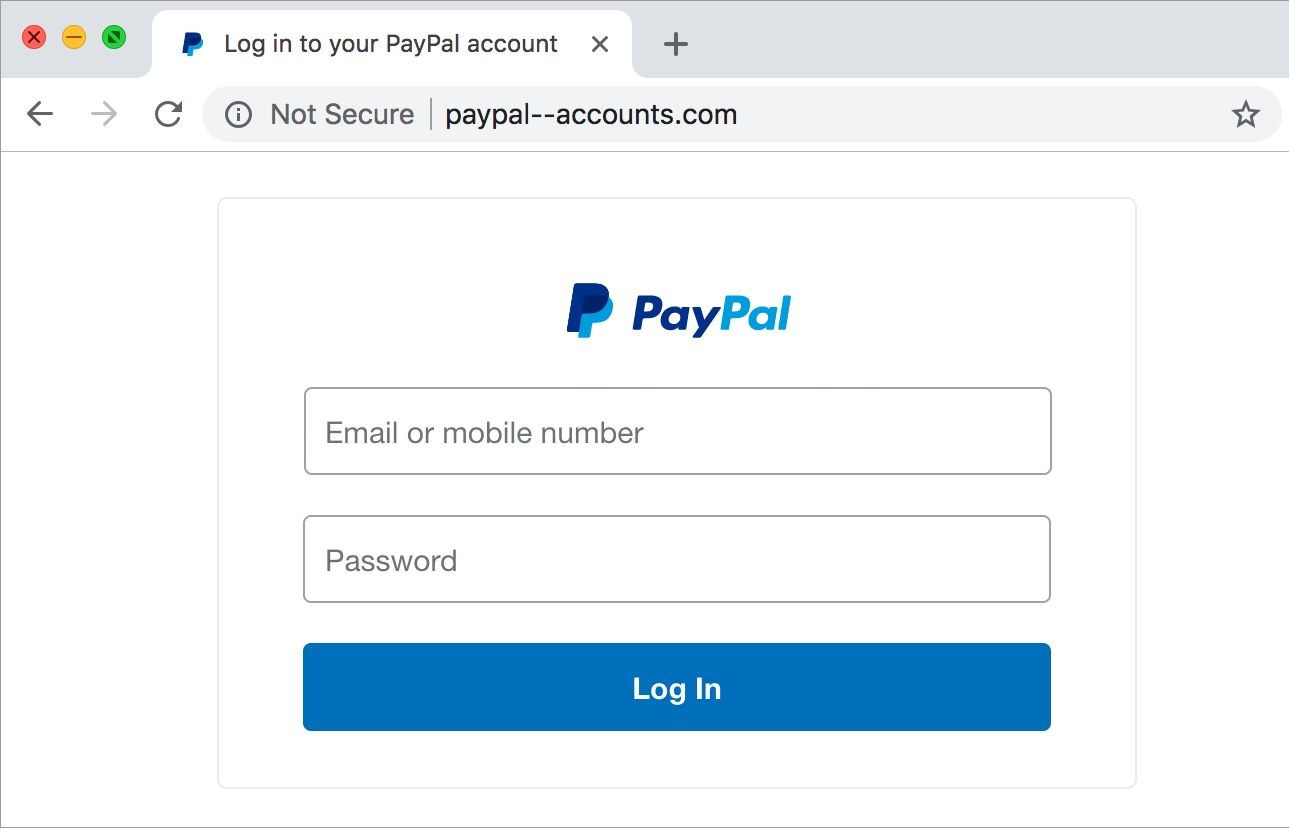 Log in to your PayPal account
Not Secure | paypal--accounts.com
PayPal
Email or mobile number
Password
Log In